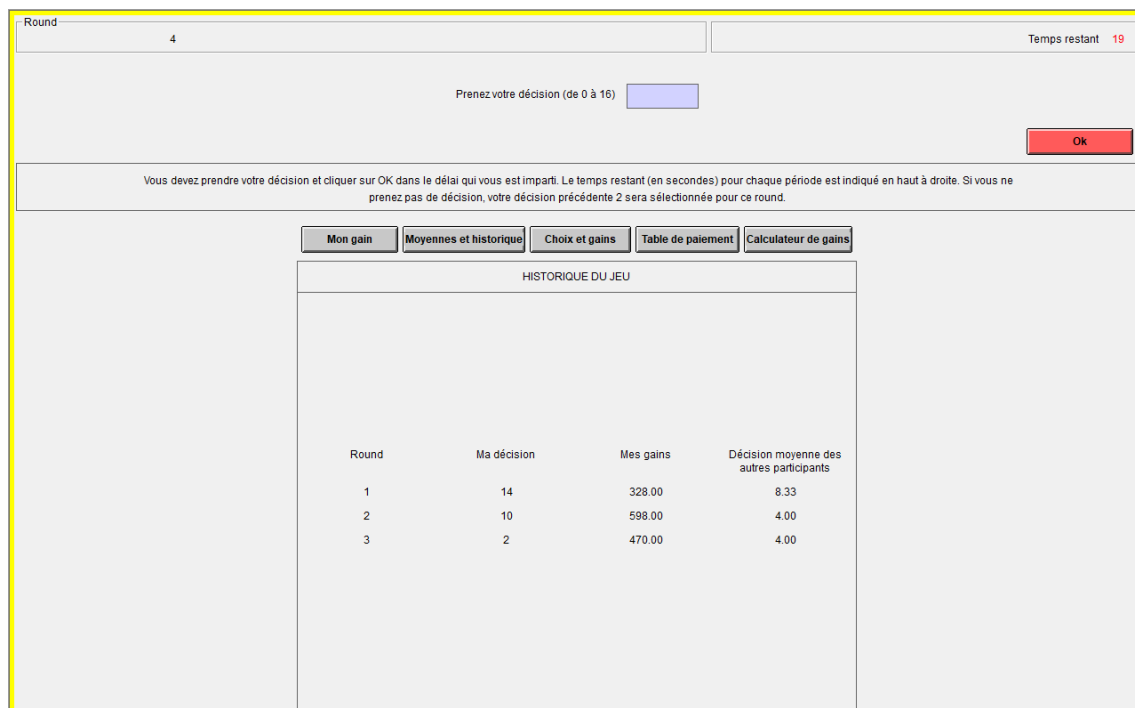 Round
4
Temps restant 19
Prenez votre décision (de 0 à 16)
Ok
Vous devez prendre votre décision et cliquer sur OK dans le délai qui vous est imparti. Le temps restant (en secondes) pour chaque période est indiqué en haut à droite. Si vous ne
prenez pas de décision, votre décision précédente 2 sera sélectionnée pour ce round.
Mon gain Moyennes et historique Choix et gains Table de paiement Calculateur de gains
HISTORIQUE DU JEU
Round Ma décision Mes gains Décision moyenne des
autres participants
1 14 328.00 8.33
2 10 598.00 4.00
3 2 470.00 4.00